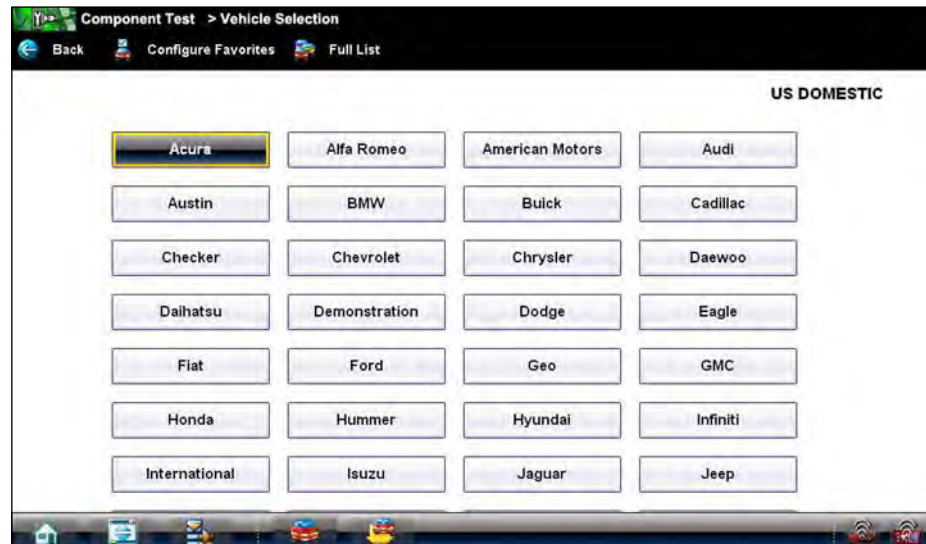 Component Test > Vehicle Selection
Back Configure Favorites Full List
US DOMESTIC
Acura Alfa Romeo American Motors Audi
Austin BMW Buick Cadillac
Checker Chevrolet Chrysler Daewoo
Daihatsu Demonstration Dodge Eagle
Fiat Ford Geo GMC
Honda Hummer Hyundai Infiniti
International Isuzu Jaguar Jeep